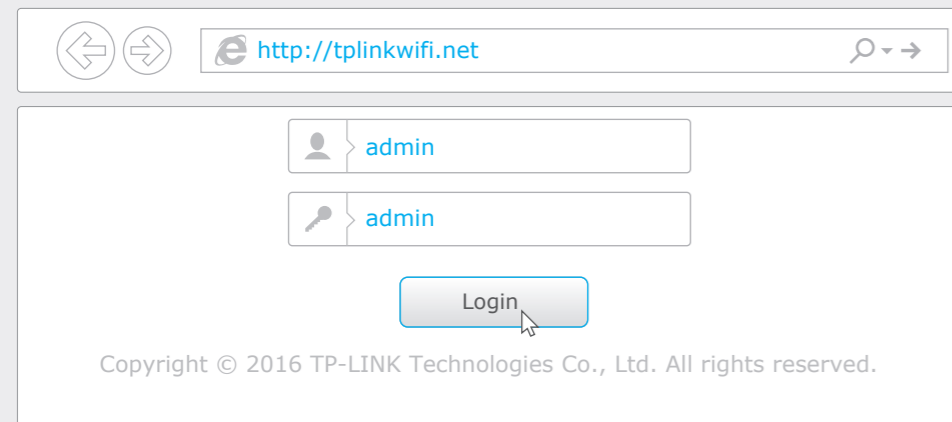 http://tplinkwifi.net
admin
admin
Login
Copyright © 2016 TP-LINK Technologies Co., Ltd. All rights reserved.